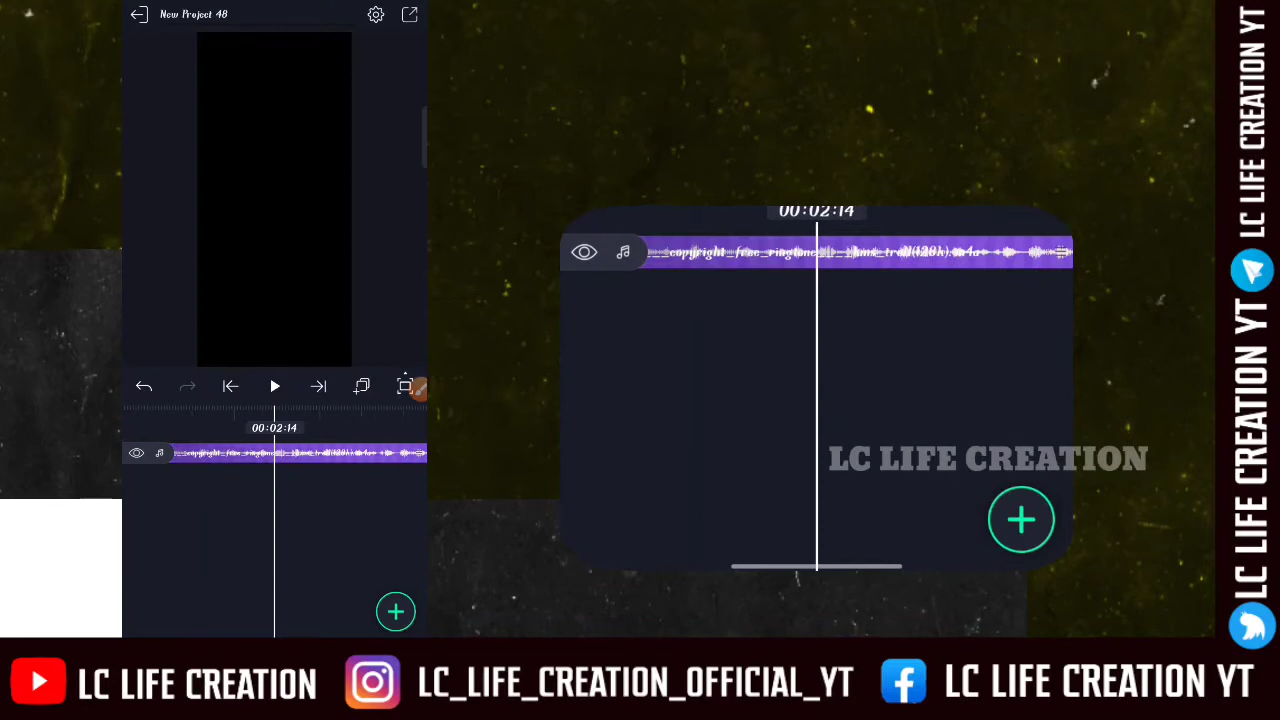 New Project 48
00:02:14
00:02:14
LC LIFE CREATION
LC LIFE CREATION
LC_LIFE_CREATION_OFFICIAL_YT
LC LIFE CREATION YT
LC LIFE CREATION YT
LC LIFE CREATION YT